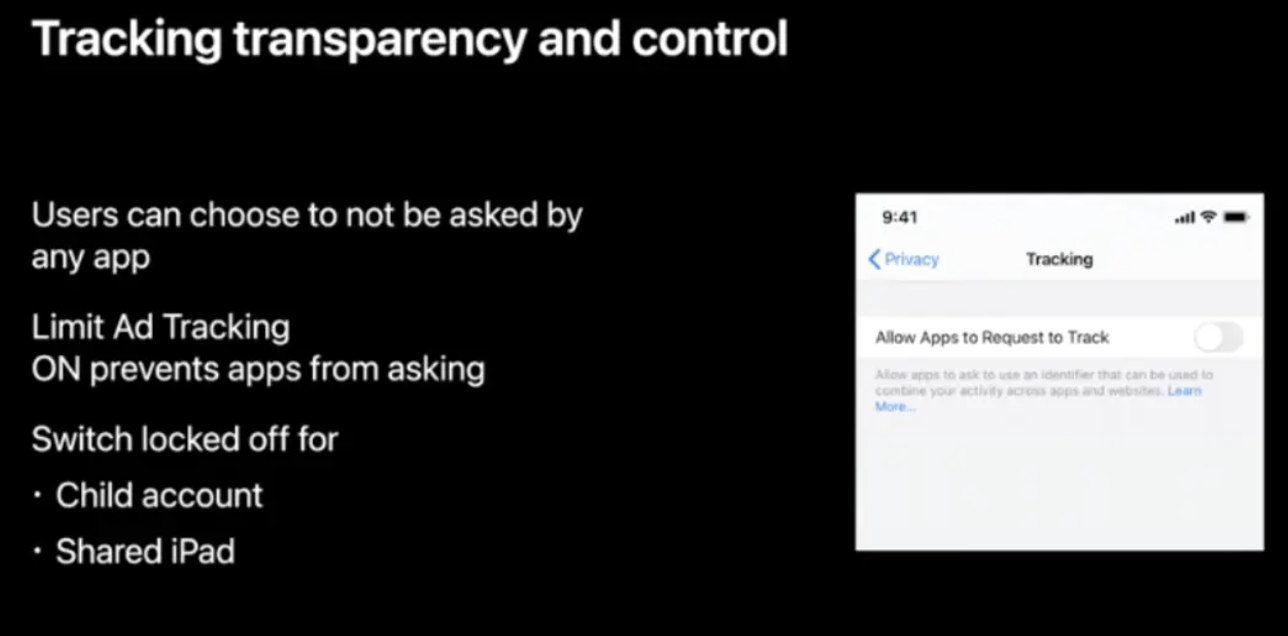 Tracking transparency and control
Users can choose to not be asked by
any app
Limit Ad Tracking
ON prevents apps from asking
Switch locked off for
· Child account
· Shared iPad
9:41
Privacy
Tracking
Allow Apps to Request to Track
Allow apps to ask to use an identifier that can be used to
combine your activity across apps and websites. Learn
More...